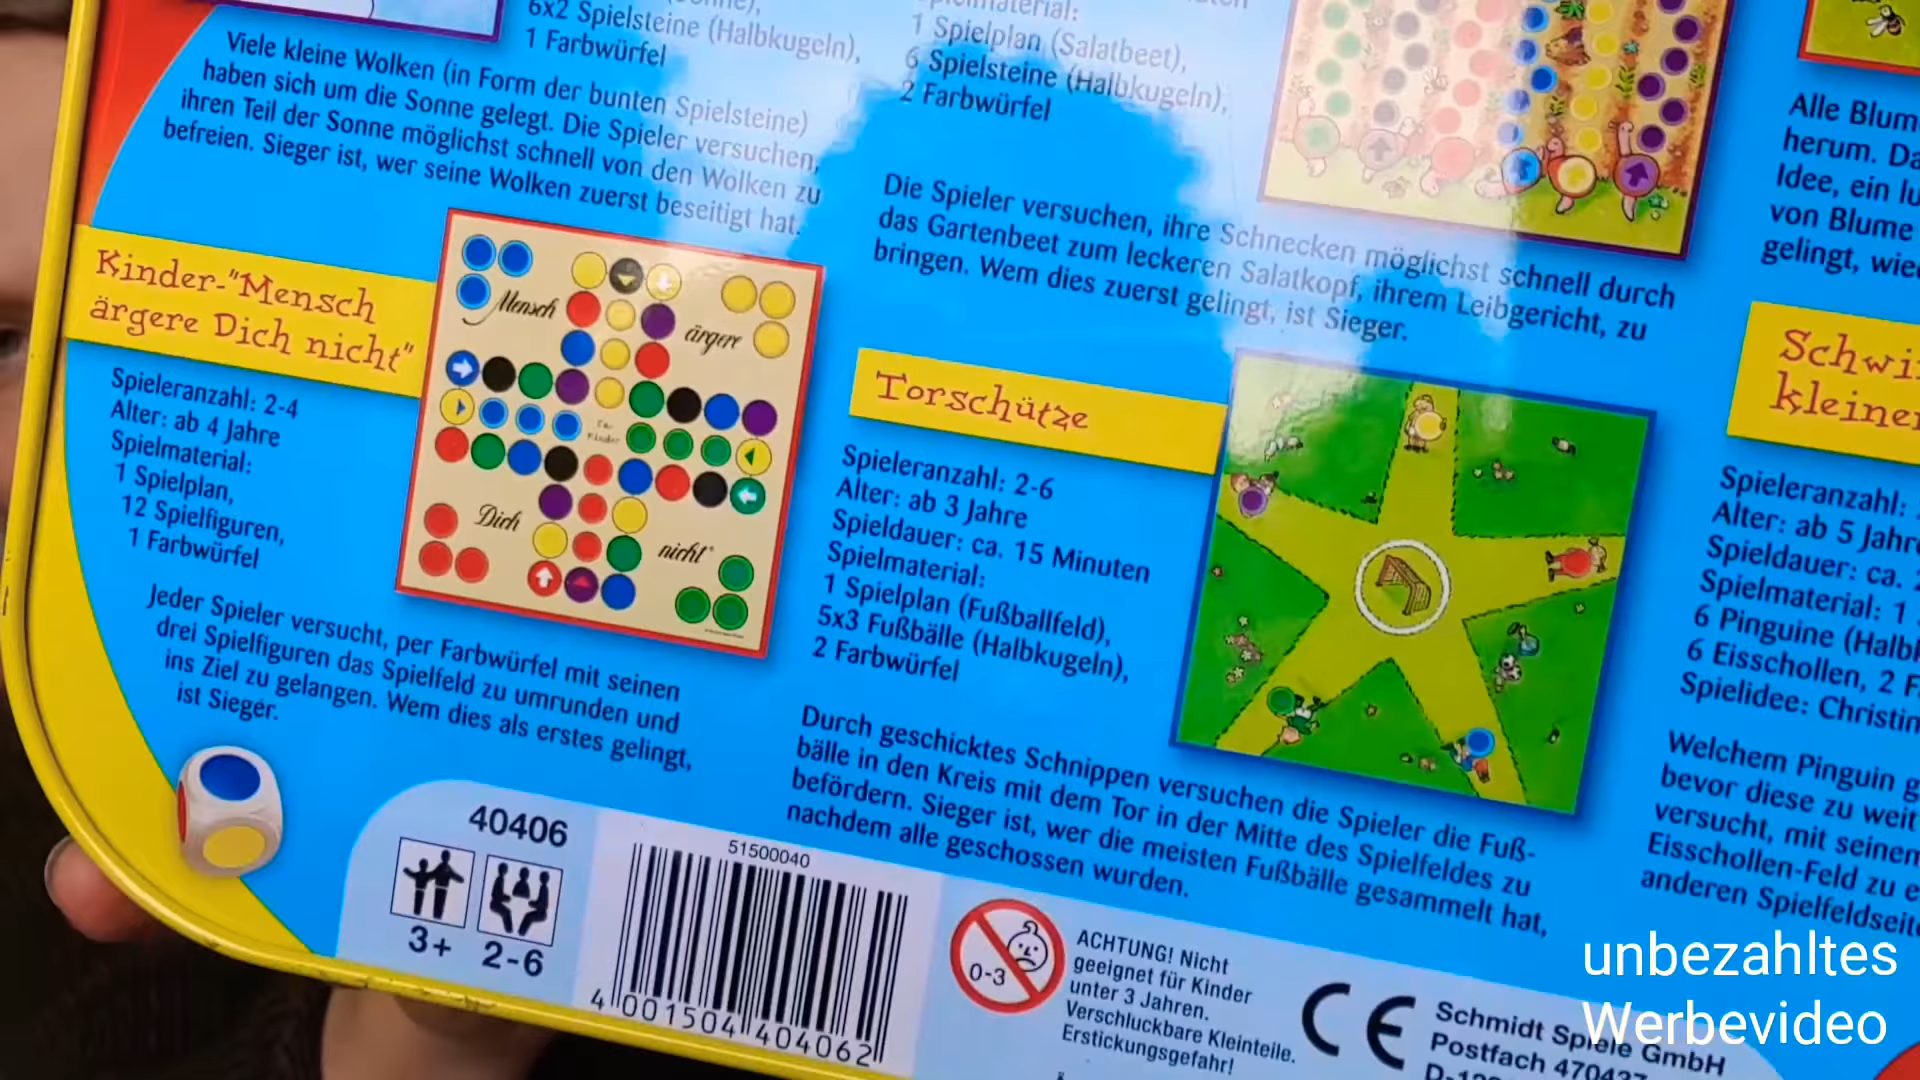 6x2 Spielsteine (Halbkugeln),
1 Farbwürfel
Viele kleine Wolken (in Form der bunten Spielsteine)
haben sich um die Sonne gelegt. Die Spieler versuchen,
ihren Teil der Sonne möglichst schnell von den Wolken zu
befreien. Sieger ist, wer seine Wolken zuerst beseitigt hat.
Kinder-"Mensch
ärgere Dich nicht"
Spieleranzahl: 2-4
Alter: ab 4 Jahre
Spielmaterial:
1 Spielplan,
12 Spielfiguren,
1 Farbwürfel
Jeder Spieler versucht, per Farbwürfel mit seinen
drei Spielfiguren das Spielfeld zu umrunden und
ins Ziel zu gelangen. Wem dies als erstes gelingt,
ist Sieger.
Mensch
ärgere
Dich
nicht
1 Spielplan (Salatbeet),
6 Spielsteine (Halbkugeln),
2 Farbwürfel
Die Spieler versuchen, ihre Schnecken möglichst schnell durch
das Gartenbeet zum leckeren Salatkopf, ihrem Leibgericht, zu
bringen. Wem dies zuerst gelingt, ist Sieger.
Torschütze
Spieleranzahl: 2-6
Alter: ab 3 Jahre
Spieldauer: ca. 15 Minuten
Spielmaterial:
1 Spielplan (Fußballfeld),
5x3 Fußbälle (Halbkugeln),
2 Farbwürfel
Durch geschicktes Schnippen versuchen die Spieler die Fuß-
bälle in den Kreis mit dem Tor in der Mitte des Spielfeldes zu
befördern. Sieger ist, wer die meisten Fußbälle gesammelt hat,
nachdem alle geschossen wurden.
Alle Blum
herum. Da
Idee, ein lu
von Blume
gelingt, wie
Schwi
kleine
Spieleranzahl:
Alter: ab 5 Jahr
Spieldauer: ca.
Spielmaterial: 1
6 Pinguine (Halb
6 Eisschollen, 2 F
Spielidee: Christin
Welchem Pinguin g
bevor diese zu weit
versucht, mit seinem
Eisschollen-Feld zu e
anderen Spielfeldseite
40406
3+
2-6
51500040
4 001504 404062
0-3
ACHTUNG! Nicht
geeignet für Kinder
unter 3 Jahren.
Verschluckbare Kleinteile.
Erstickungsgefahr!
CE
Schmidt Spiele GmbH
Postfach 470437
unbezahltes
Werbevideo